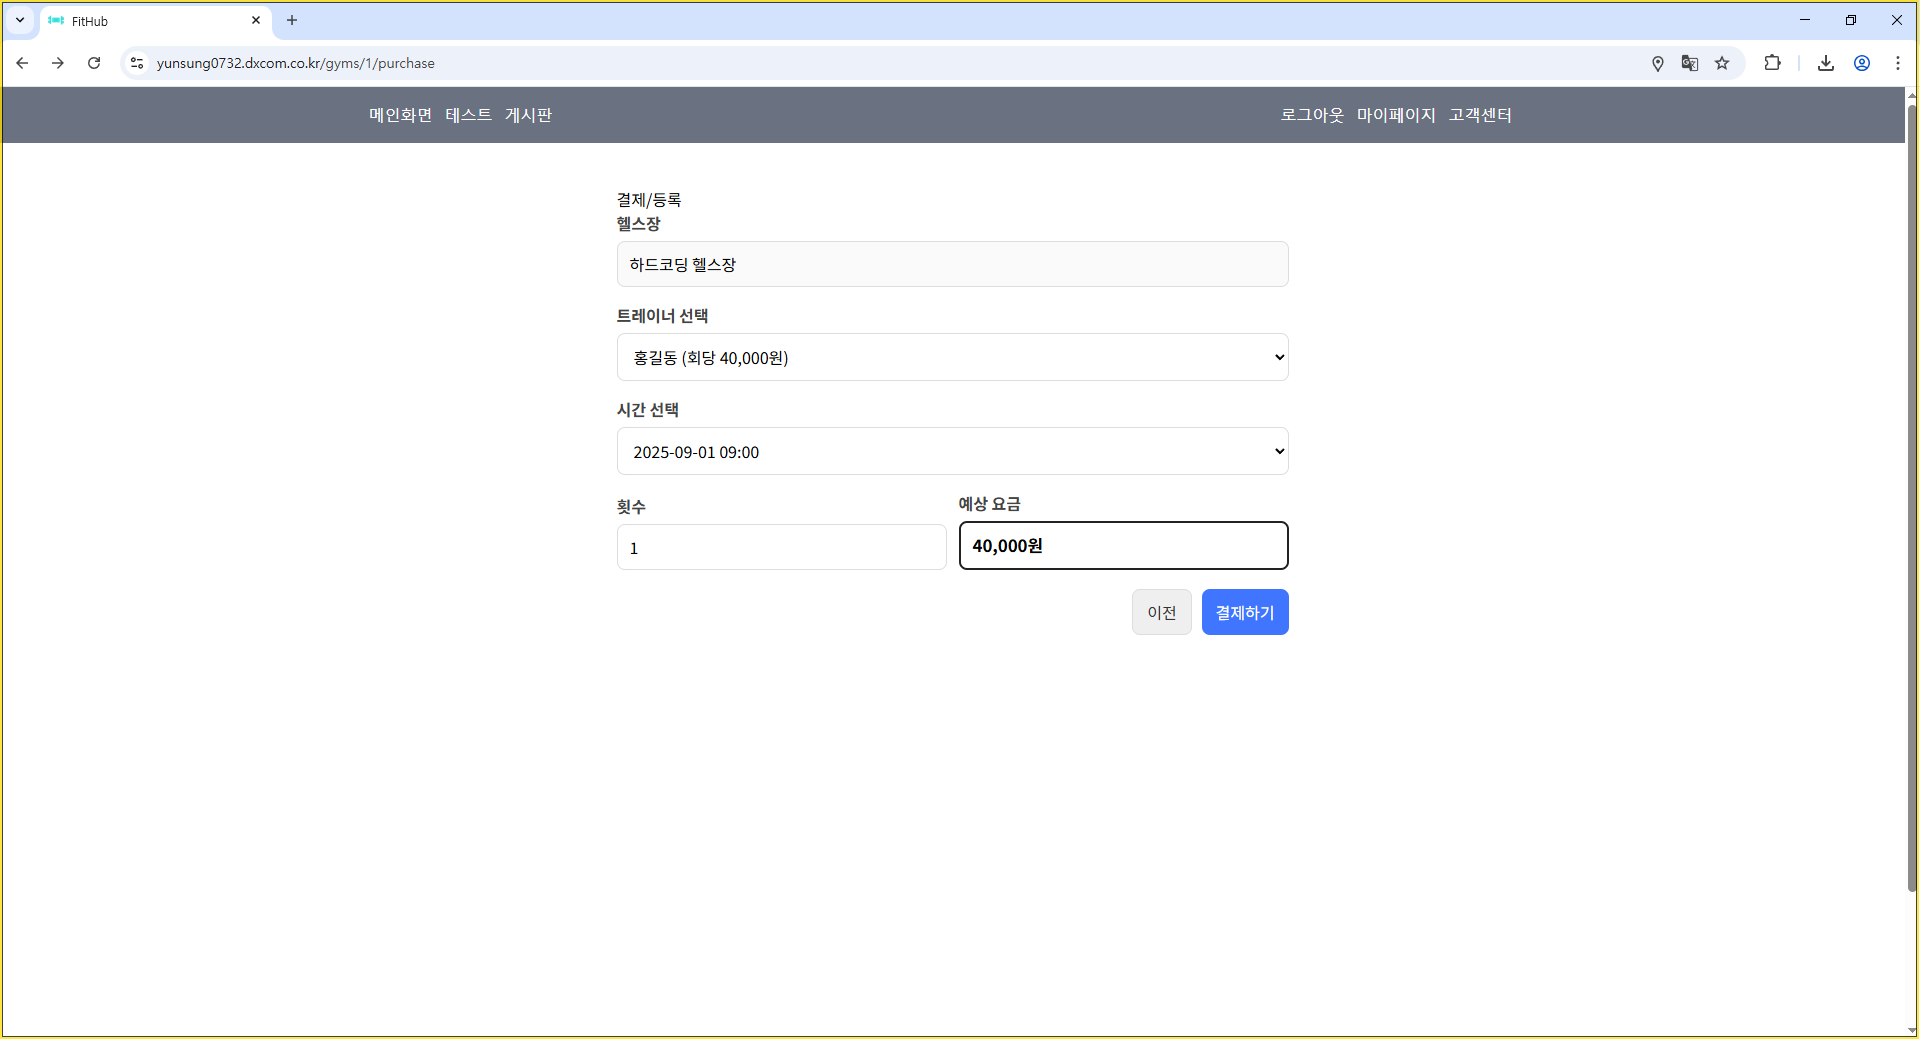 FitHub
yunsung0732.dxcom.co.kr/gyms/1/purchase
메인화면 테스트 게시판 로그아웃 마이페이지 고객센터
결제/등록
헬스장
하드코딩 헬스장
트레이너 선택
홍길동 (회당 40,000원)
시간 선택
2025-09-01 09:00
횟수 예상 요금
1 40,000원
이전 결제하기